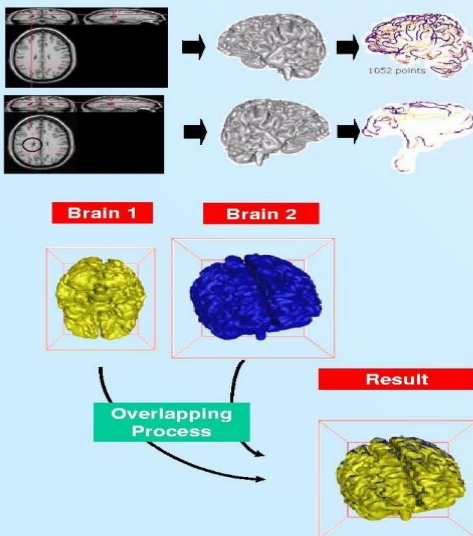 1052 points
Brain 1
Brain 2
Result
Overlapping
Process